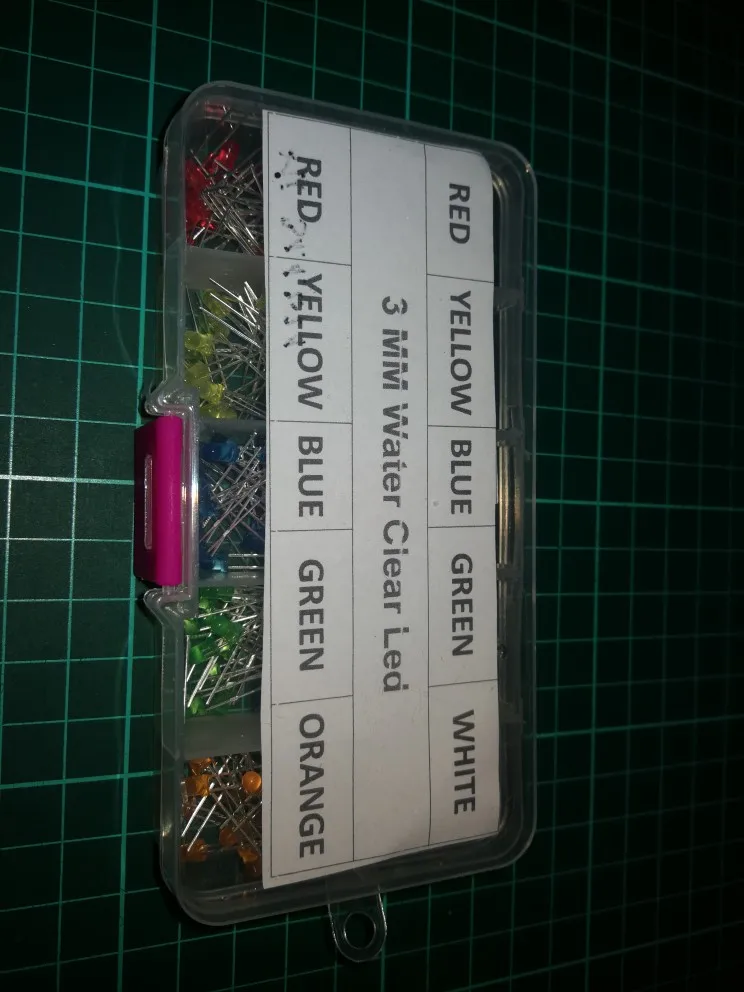 RED YELLOW BLUE GREEN WHITE
3 MM Water Clear Led
RED YELLOW BLUE GREEN ORANGE